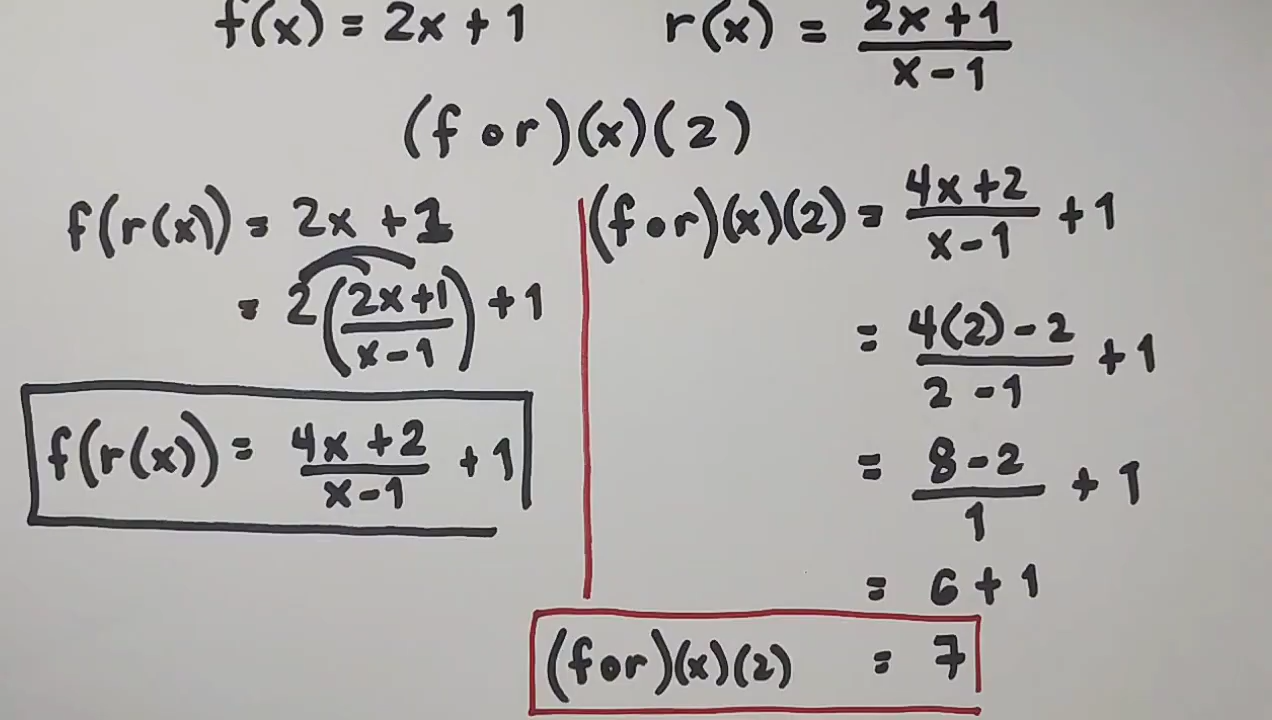 f(x) = 2x + 1
r(x) = 2x + 1 / x - 1
(f o r)(x)(2)
f(r(x)) = 2x + 1
= 2(2x + 1 / x - 1) + 1
f(r(x)) = 4x + 2 / x - 1 + 1
(f o r)(x)(2) = 4x + 2 / x - 1 + 1
= 4(2) - 2 / 2 - 1 + 1
= 8 - 2 / 1 + 1
= 6 + 1
(f o r)(x)(2) = 7